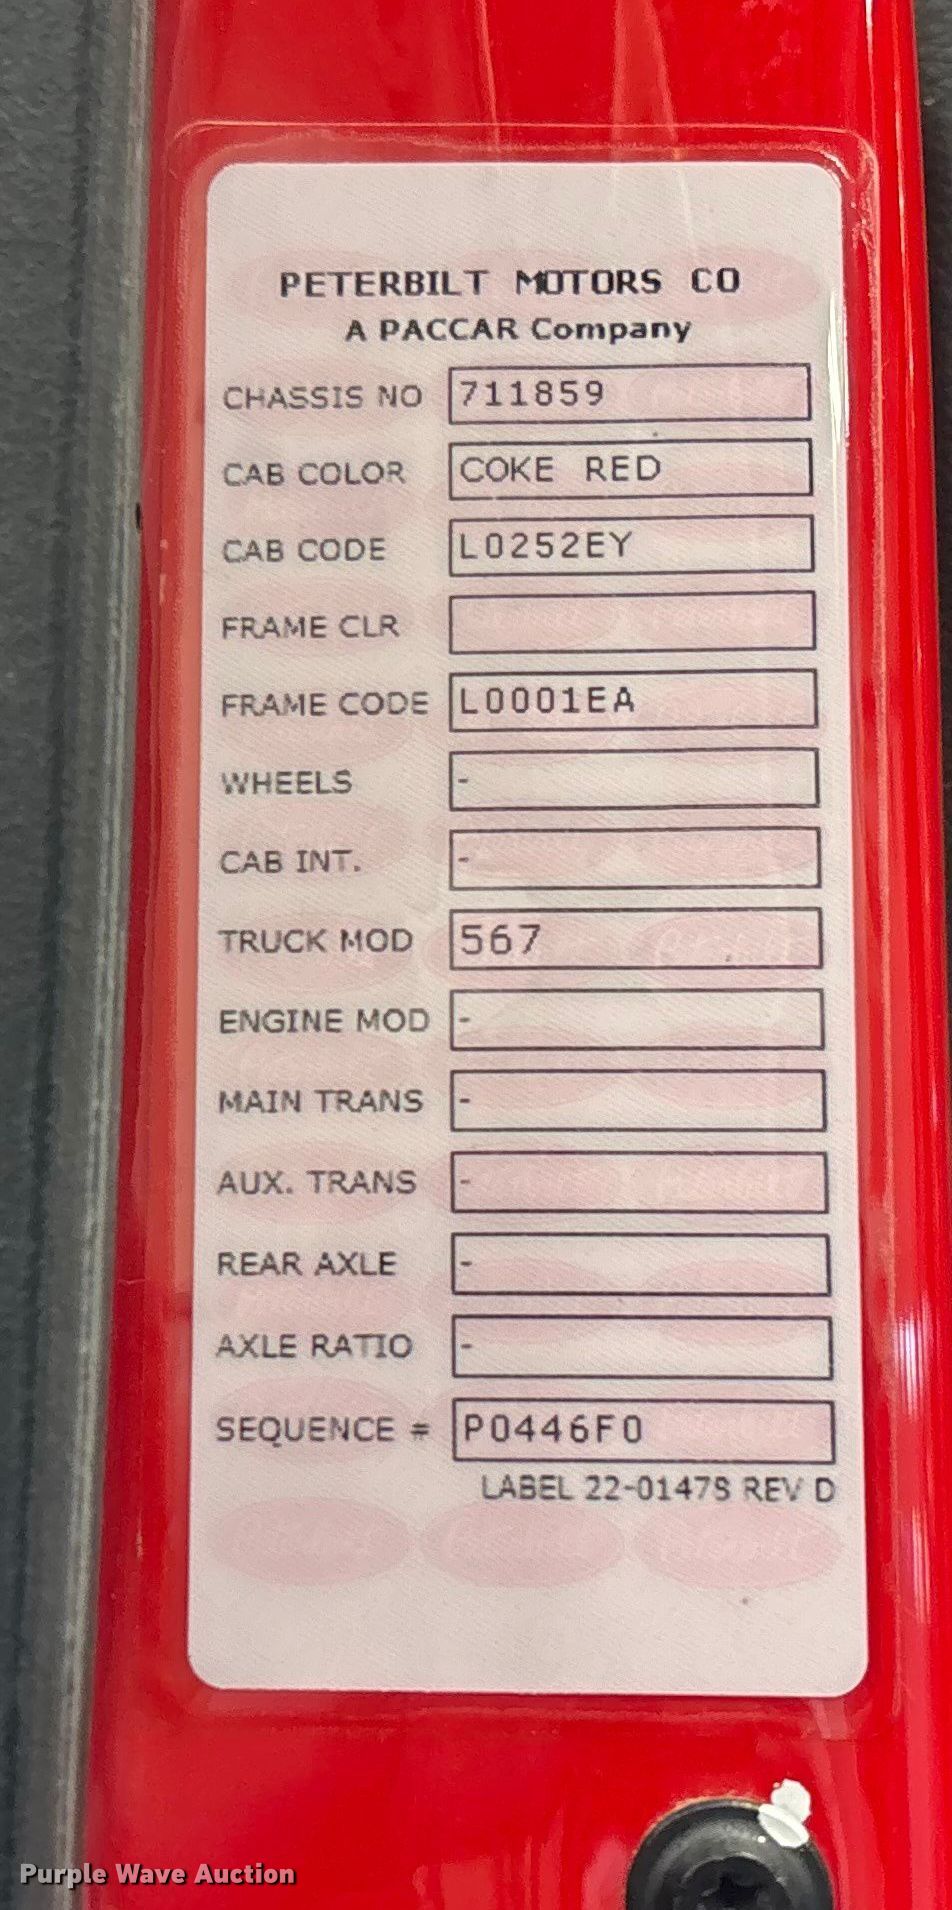 PETERBILT MOTORS CO
A PACCAR Company
CHASSIS NO 711859
CAB COLOR COKE RED
CAB CODE L0252EY
FRAME CLR
FRAME CODE L0001EA
WHEELS -
CAB INT. -
TRUCK MOD 567
ENGINE MOD -
MAIN TRANS -
AUX. TRANS -
REAR AXLE -
AXLE RATIO -
SEQUENCE # P0446F0
LABEL 22-01478 REV D
Purple Wave Auction